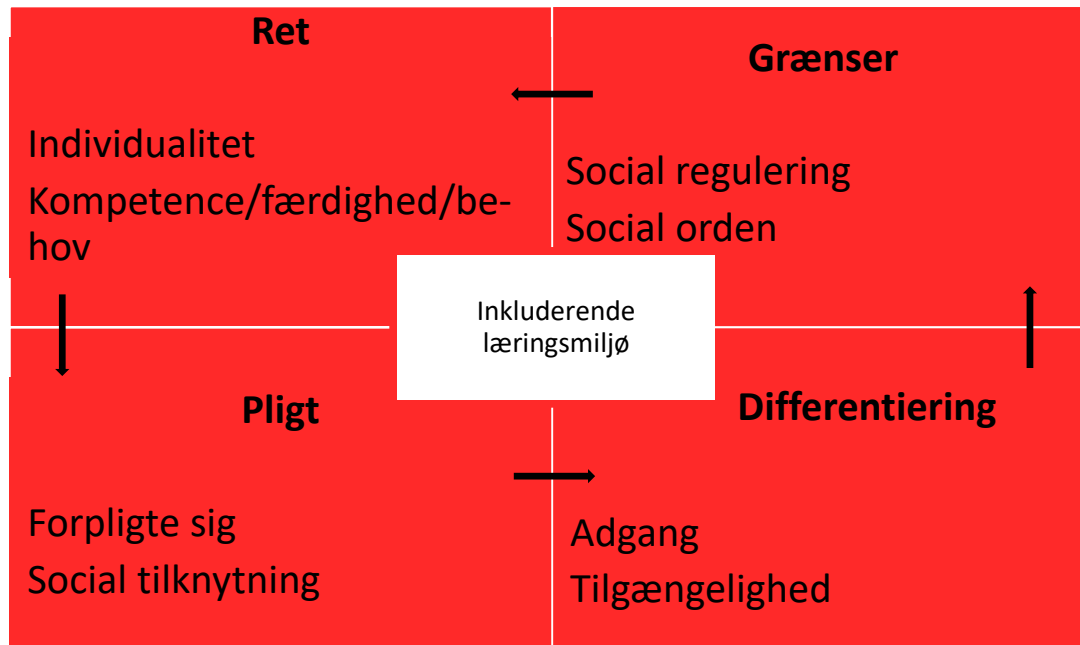 Ret
Individualitet
Kompetence/færdighed/be-
hov
Grænser
Social regulering
Social orden
Inkluderende
læringsmiljø
Pligt
Forpligte sig
Social tilknytning
Differentiering
Adgang
Tilgængelighed